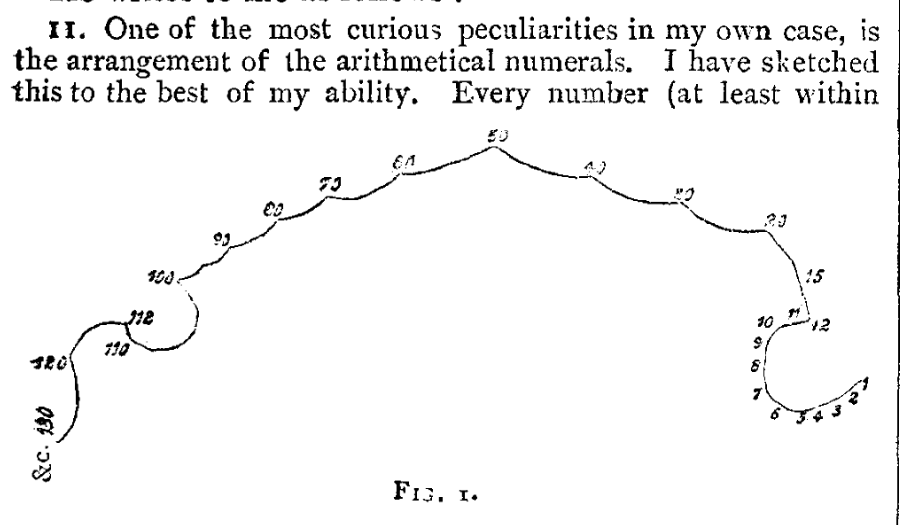 11. One of the most curious peculiarities in my own case, is
the arrangement of the arithmetical numerals. I have sketched
this to the best of my ability. Every number (at least within
50
60 40
70 30
80 20
90
100 15
112 10 11 12
110 9
120 8
7 1
6 5 4 3 2
130
&c.
FIG. 1.